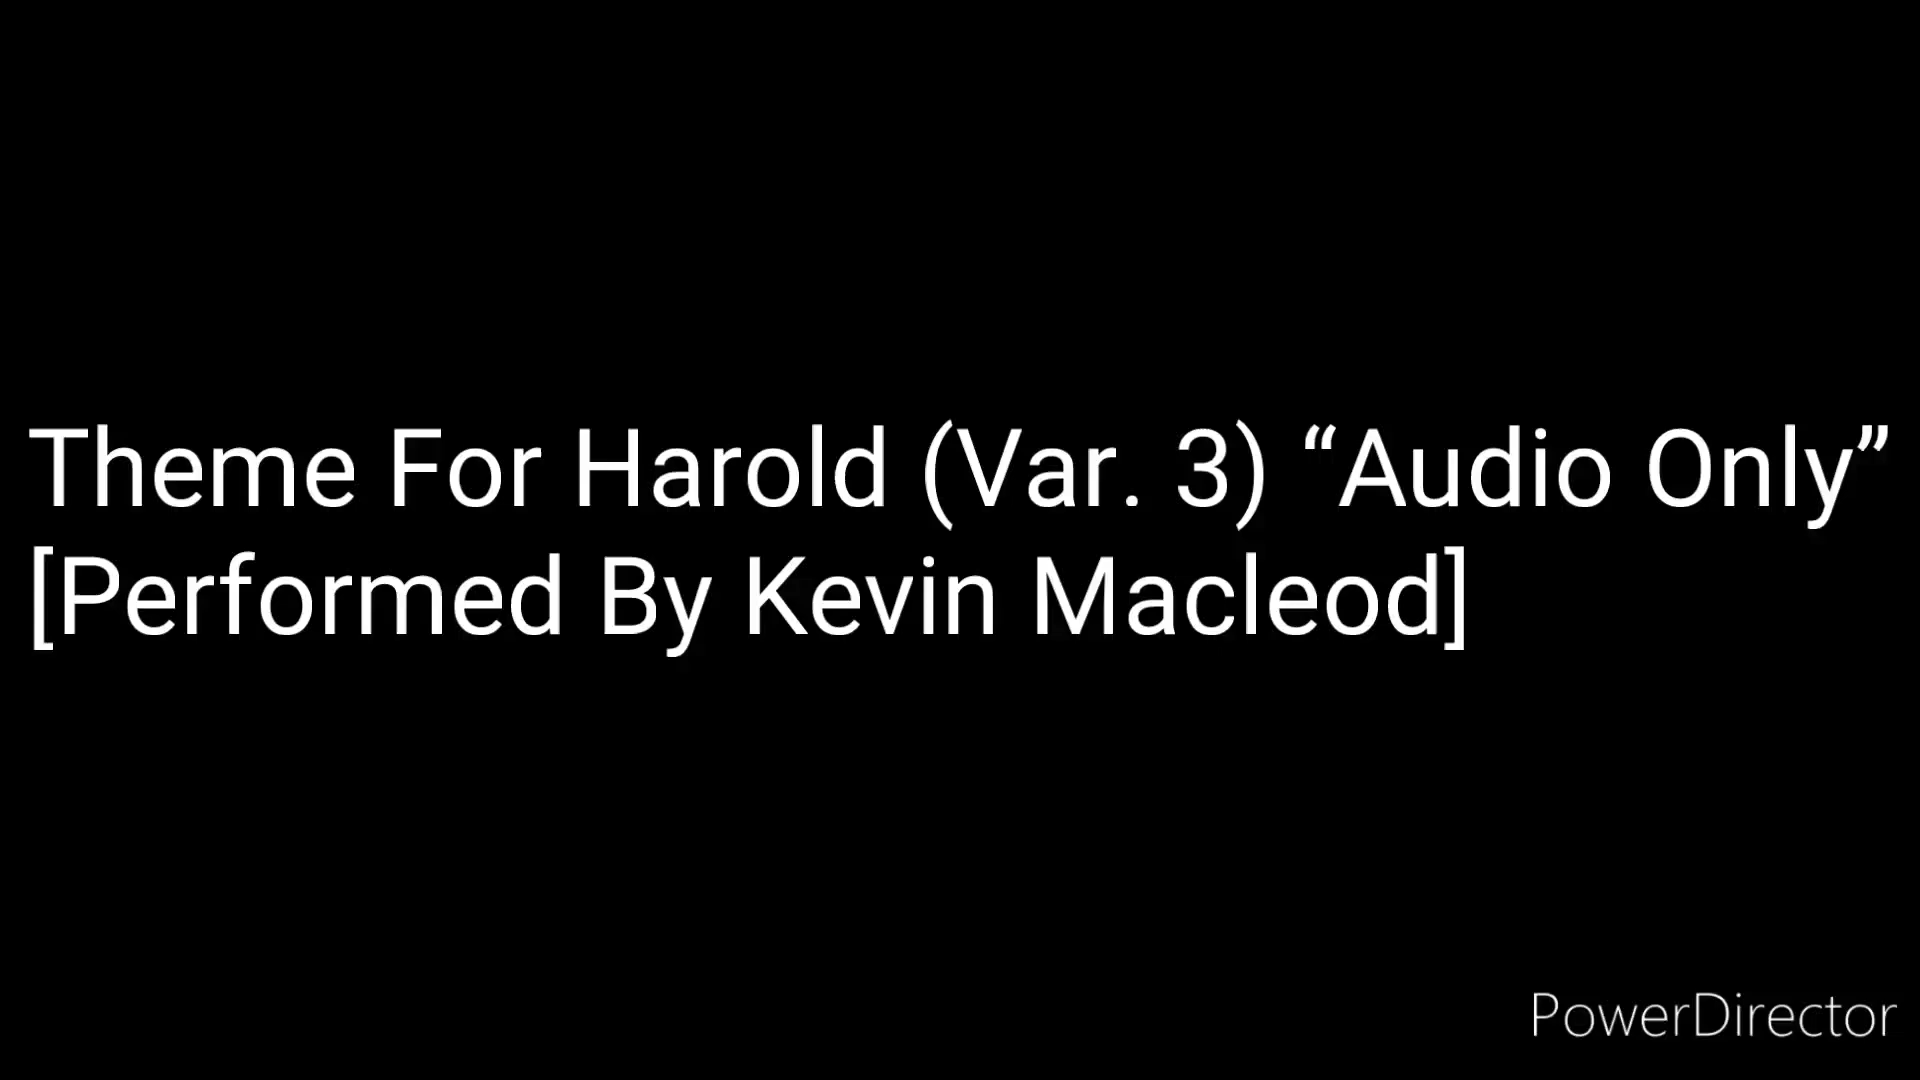 Theme For Harold (Var. 3) “Audio Only”
[Performed By Kevin Macleod]
PowerDirector